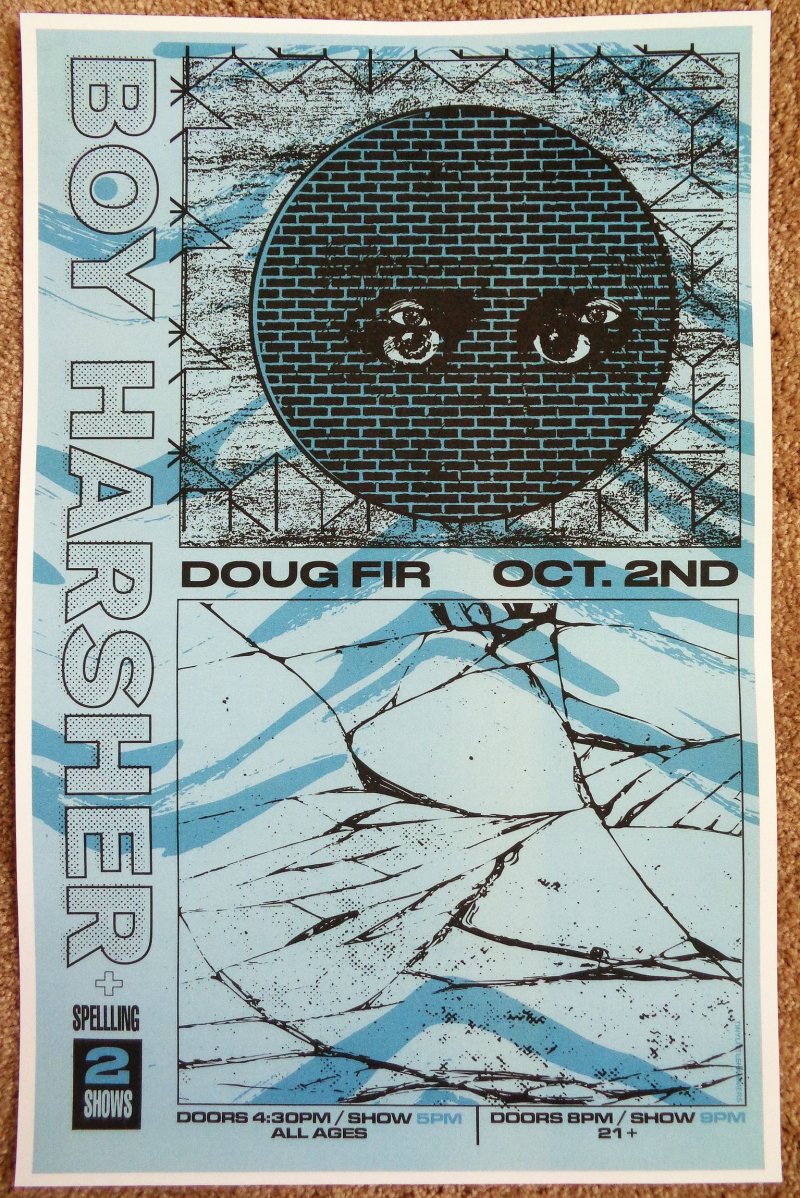 BOY HARSHER
+
SPELLLING
2
SHOWS
DOUG FIR OCT. 2ND
DOORS 4:30PM / SHOW 5PM
ALL AGES
DOORS 8PM / SHOW 9PM
21+